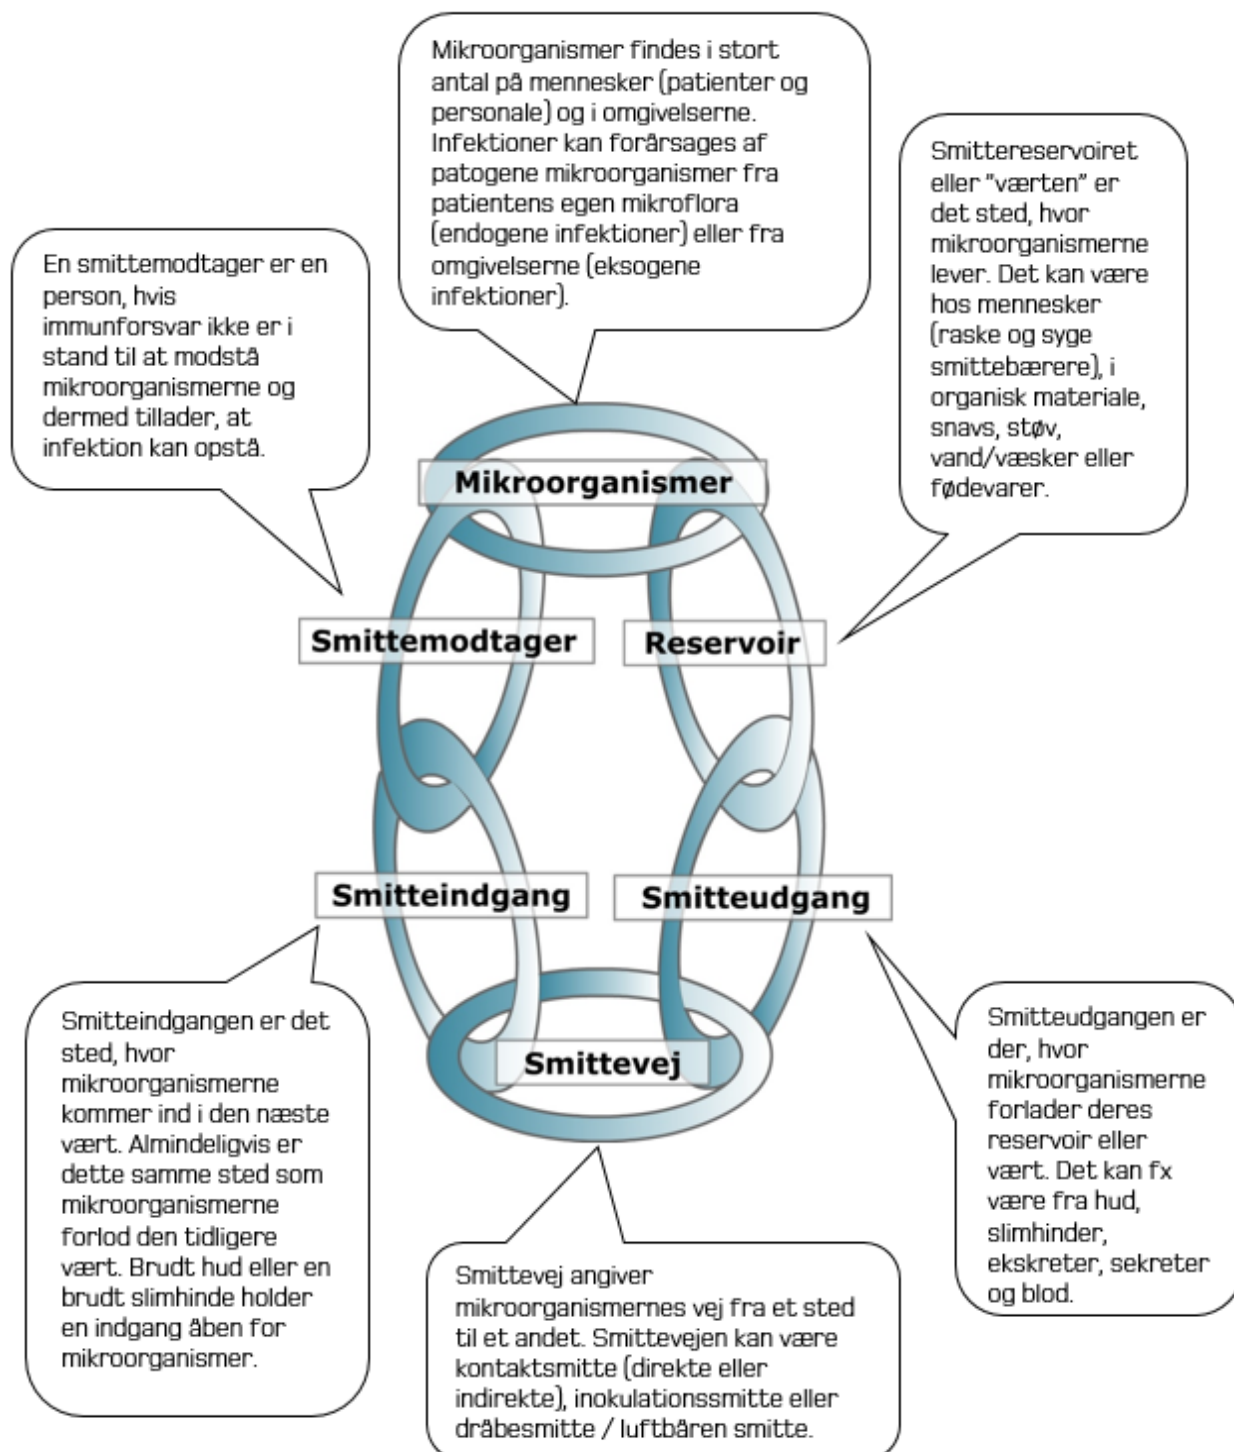 Mikroorganismer findes i stort
antal på mennesker (patienter og
personale) og i omgivelserne.
Infektioner kan forårsages af
patogene mikroorganismer fra
patientens egen mikroflora
(endogene infektioner) eller fra
omgivelserne (eksogene
infektioner).
Smittereservoiret
eller "værten" er
det sted, hvor
mikroorganismerne
lever. Det kan være
hos mennesker
(raske og syge
smittebærere), i
organisk materiale,
snavs, støv,
vand/væsker eller
fødevarer.
En smittemodtager er en
person, hvis
immunforsvar ikke er i
stand til at modstå
mikroorganismerne og
dermed tillader, at
infektion kan opstå.
Mikroorganismer
Smittemodtager
Reservoir
Smitteindgang
Smitteudgang
Smittevej
Smitteindgangen er det
sted, hvor
mikroorganismerne
kommer ind i den næste
vært. Almindeligvis er
dette samme sted som
mikroorganismerne
forlod den tidligere
vært. Brudt hud eller en
brudt slimhinde holder
en indgang åben for
mikroorganismer.
Smitteudgangen er
der, hvor
mikroorganismerne
forlader deres
reservoir eller
vært. Det kan fx
være fra hud,
slimhinder,
ekskreter, sekreter
og blod.
Smittevej angiver
mikroorganismernes vej fra et sted
til et andet. Smittevejen kan være
kontaktsmitte (direkte eller
indirekte), inokulationssmitte eller
dråbesmitte / luftbåren smitte.